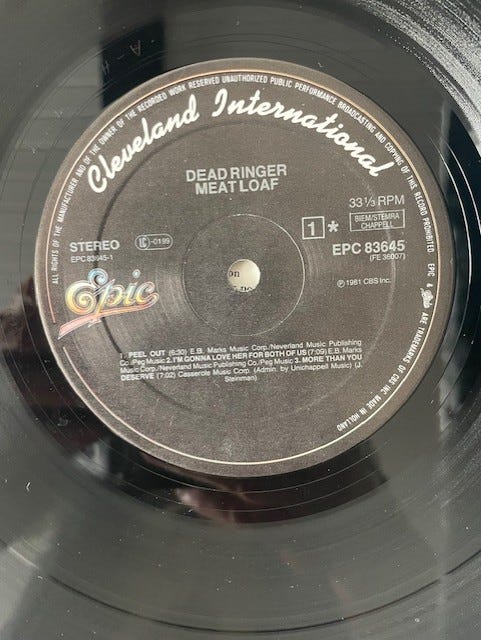 ALL RIGHTS OF THE MANUFACTURER AND OF THE OWNER OF THE RECORDED WORK RESERVED UNAUTHORIZED PUBLIC PERFORMANCE BROADCASTING AND COPYING OF THIS RECORD PROHIBITED EPIC & ARE TRADEMARKS OF CBS INC. MADE IN HOLLAND
Cleveland International
DEAD RINGER
MEAT LOAF
33⅓ RPM
1 *
BIEM/STEMRA
CHAPPELL
STEREO
LC-0199
EPC 83645
EPC 83645-1
(FE 36007)
Epic
℗ 1981 CBS Inc.
on
1. PEEL OUT (6:30) E.B. Marks Music Corp./Neverland Music Publishing
Co./Peg Music 2. I'M GONNA LOVE HER FOR BOTH OF US (7:09) E.B. Marks
Music Corp./Neverland Music Publishing Co./Peg Music 3. MORE THAN YOU
DESERVE (7:02) Casserole Music Corp. (Admin. by Unichappell Music) (J.
Steinman)